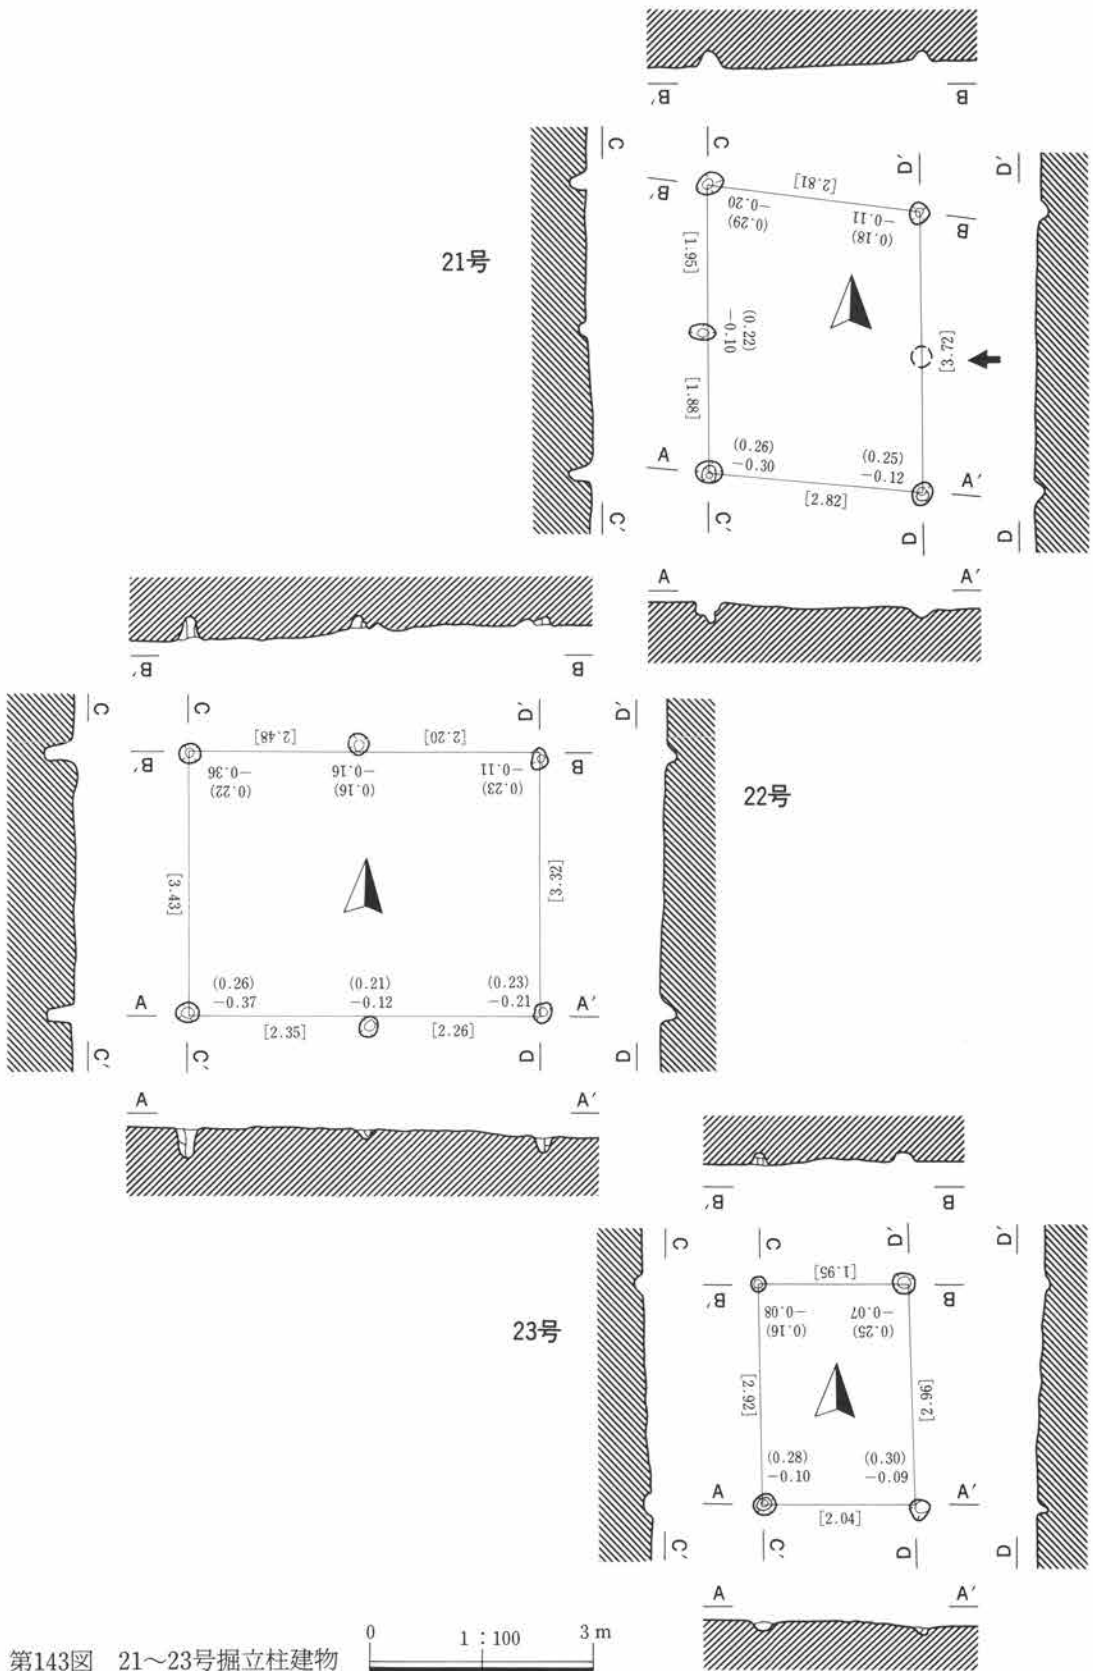 B′ B
C C D′ D′
B′ [2.81] B
−0.20 −0.11
(0.29) (0.18)
21号
[1.95]
(0.22)
−0.10
[3.72]
[1.88]
A (0.26) (0.25) A′
−0.30 −0.12
[2.82]
C′ C′ D D
A A′
B′ B
C C D′ D′
B′ [2.48] [2.20] B
−0.36 −0.16 −0.11
(0.22) (0.16) (0.23)
22号
[3.43] [3.32]
(0.26) (0.21) (0.23)
A −0.37 −0.12 −0.21 A′
[2.35] [2.26]
C′ C′ D D
A A′
B′ B
C C D′ D′
B′ [1.95] B
−0.08 −0.07
(0.16) (0.25)
23号
[2.92] [2.96]
(0.28) (0.30)
A −0.10 −0.09 A′
[2.04]
C′ C′ D D
A A′
0 1：100 3 m
第143図 21～23号掘立柱建物